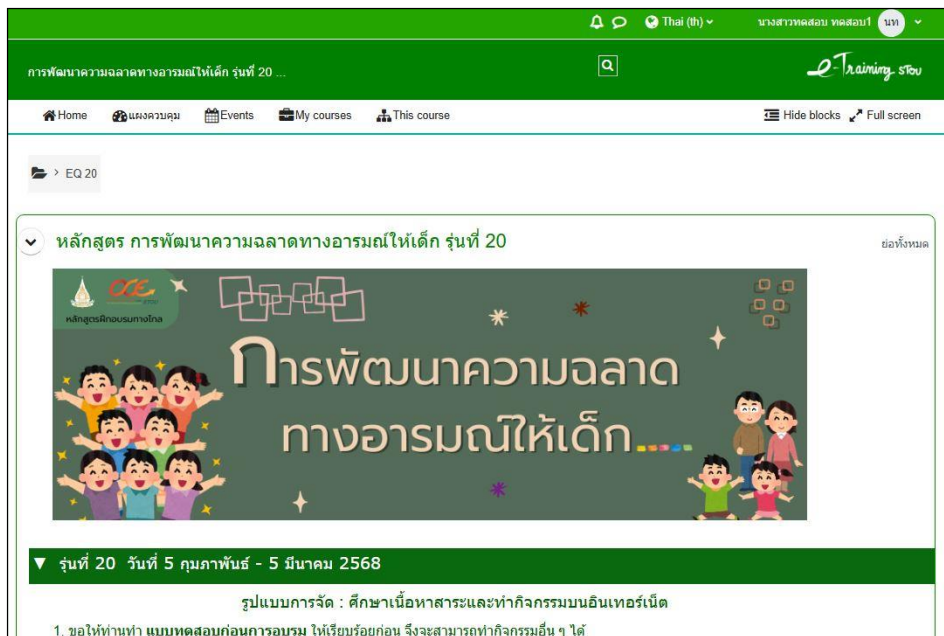 Thai (th)
นางสาวทดสอบ ทดสอบ1 นท
การพัฒนาความฉลาดทางอารมณ์ให้เด็ก รุ่นที่ 20 ...
e-Training STOU
Home แผงควบคุม Events My courses This course Hide blocks Full screen
> EQ 20
หลักสูตร การพัฒนาความฉลาดทางอารมณ์ให้เด็ก รุ่นที่ 20
ย่อทั้งหมด
CCE
หลักสูตรฝึกอบรมทางไกล
การพัฒนาความฉลาด
ทางอารมณ์ให้เด็ก
▼ รุ่นที่ 20 วันที่ 5 กุมภาพันธ์ - 5 มีนาคม 2568
รูปแบบการจัด : ศึกษาเนื้อหาสาระและทำกิจกรรมบนอินเทอร์เน็ต
1. ขอให้ท่านทำ แบบทดสอบก่อนการอบรม ให้เรียบร้อยก่อน จึงจะสามารถทำกิจกรรมอื่น ๆ ได้